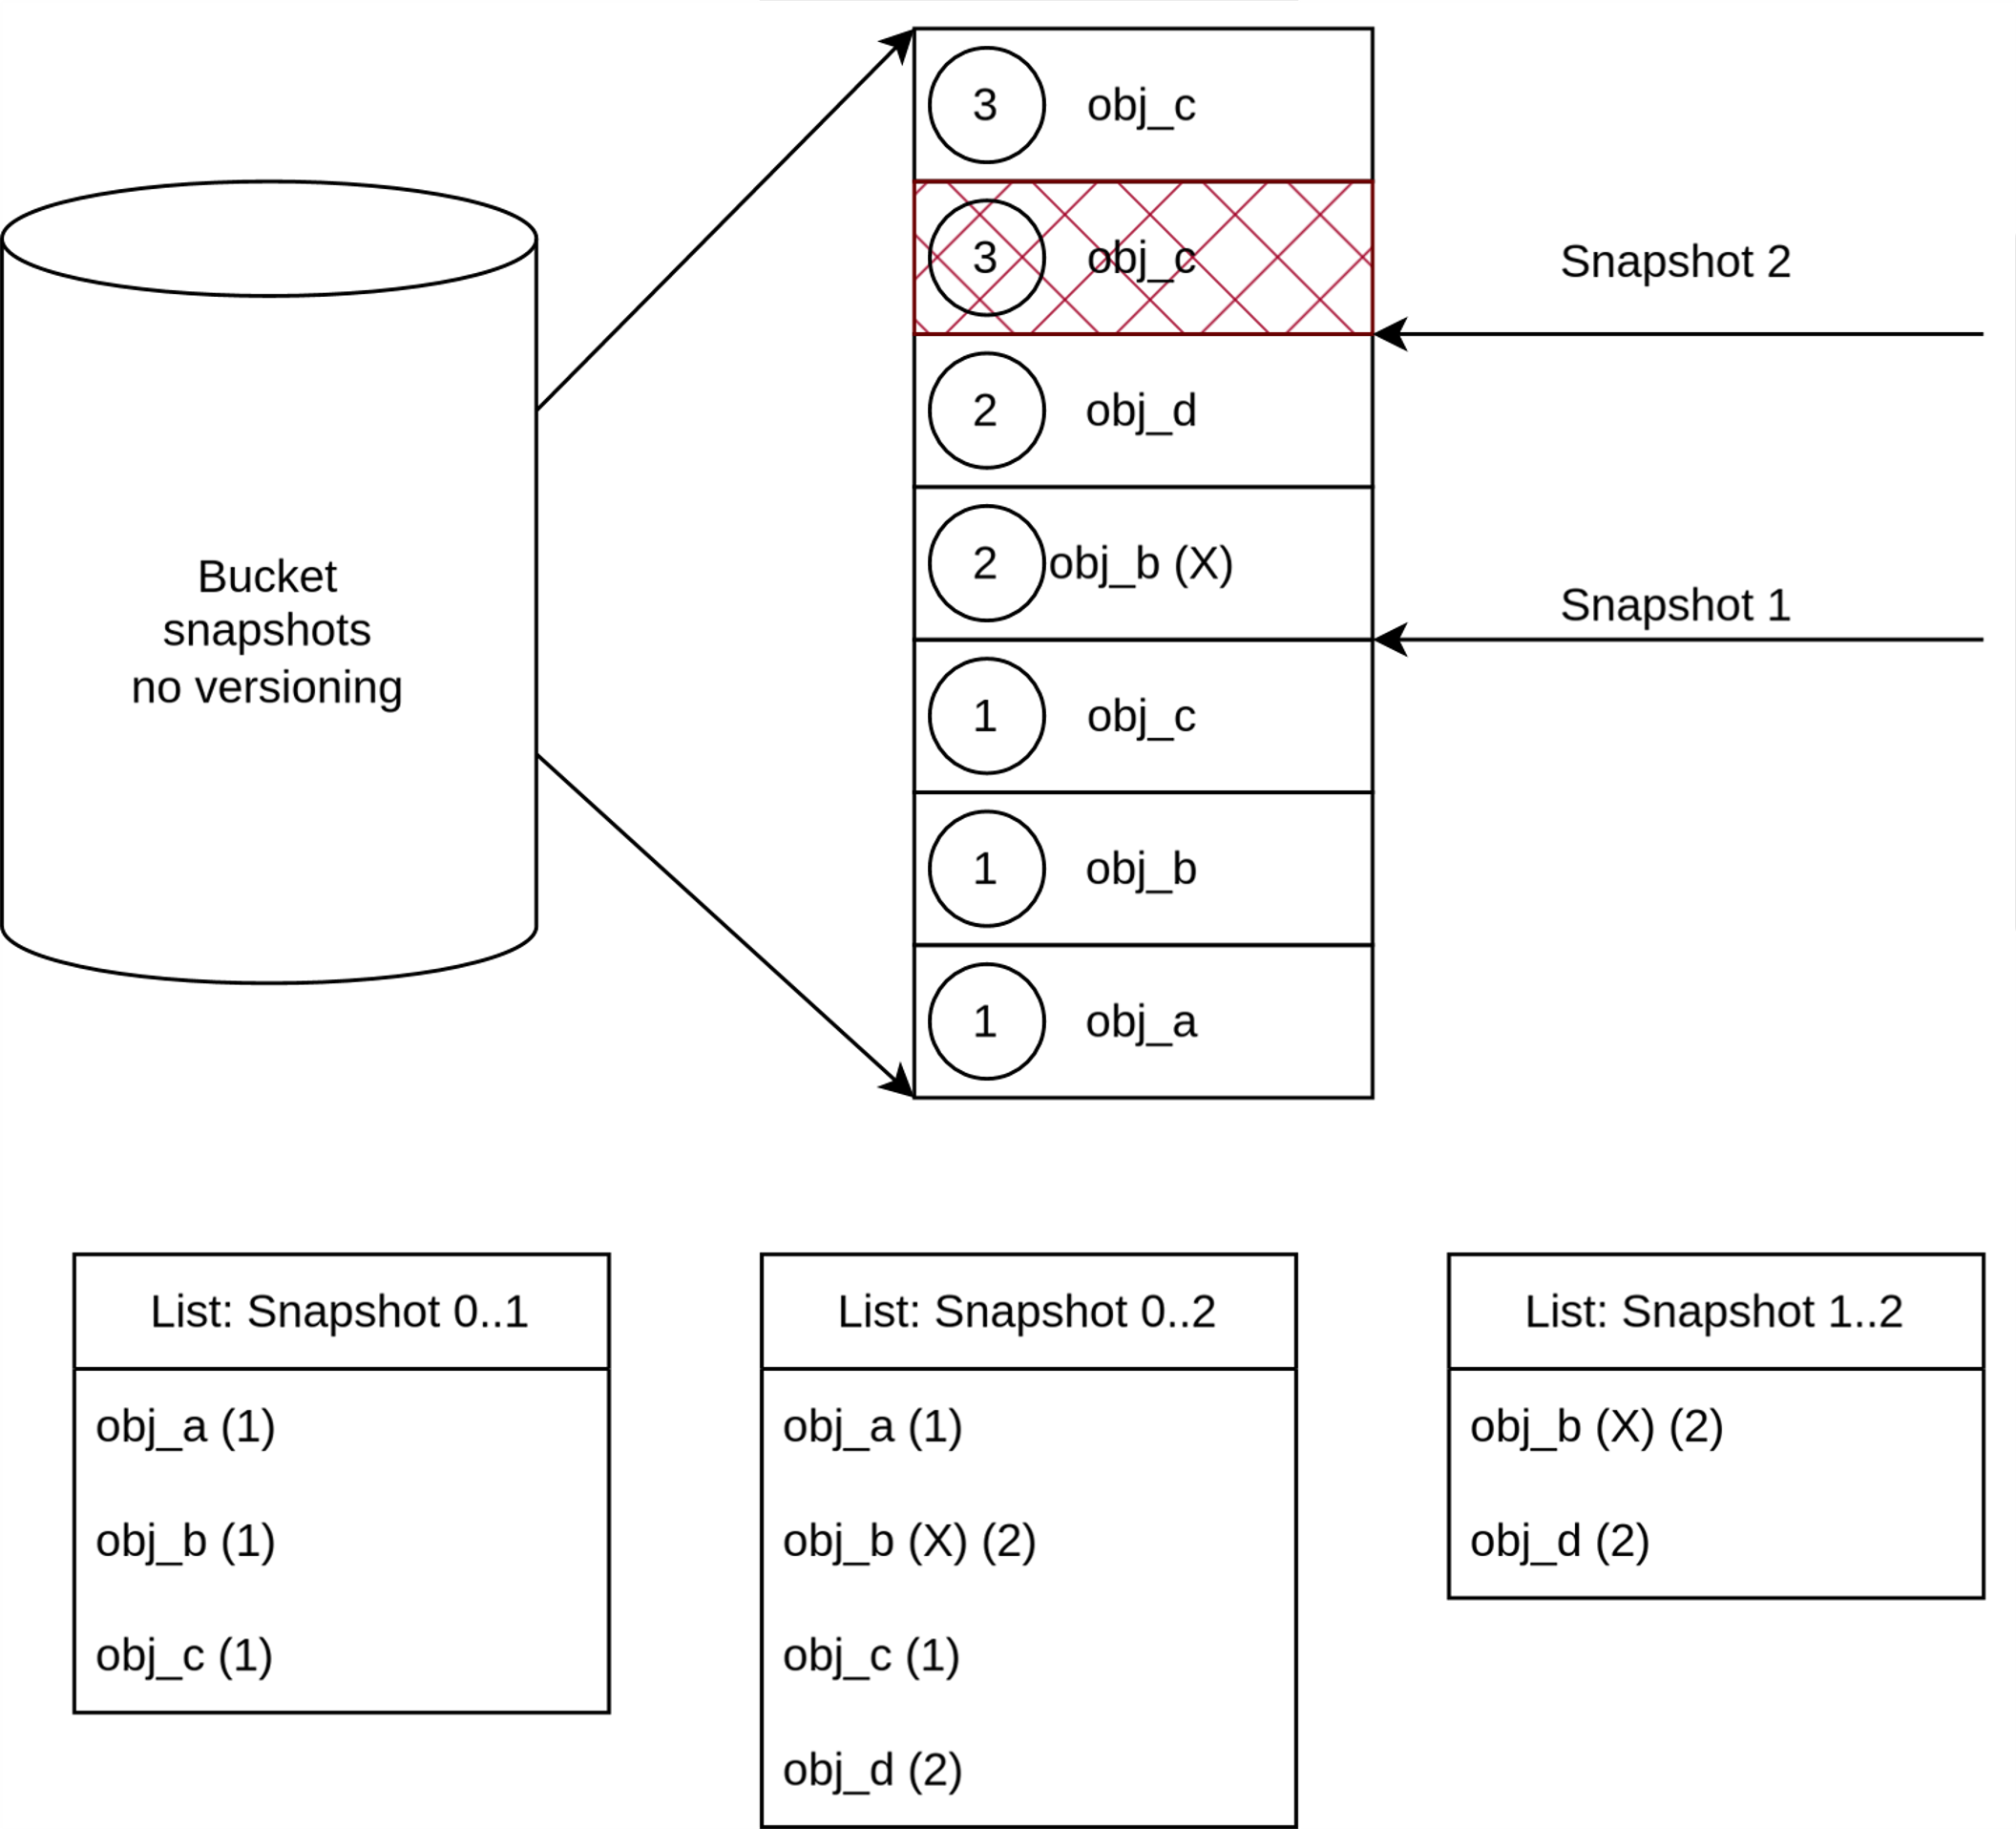 3 obj_c
3 obj_c
Snapshot 2
2 obj_d
2 obj_b (X)
Snapshot 1
Bucket
snapshots
no versioning
1 obj_c
1 obj_b
1 obj_a
List: Snapshot 0..1
obj_a (1)
obj_b (1)
obj_c (1)
List: Snapshot 0..2
obj_a (1)
obj_b (X) (2)
obj_c (1)
obj_d (2)
List: Snapshot 1..2
obj_b (X) (2)
obj_d (2)